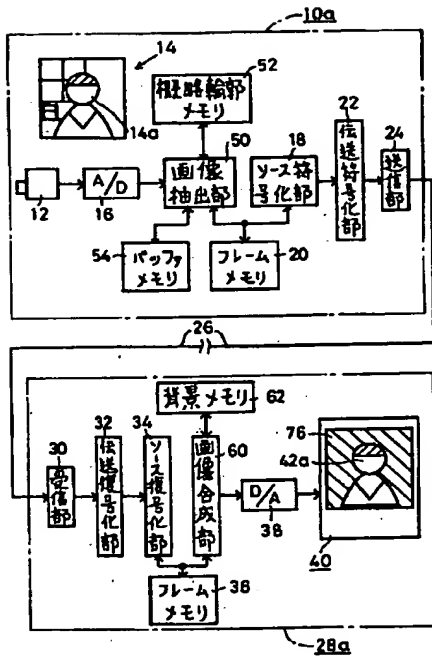 10a
14
14a
52
概略輪郭
メモリ
50
画像
抽出部
18
ソース符
号化部
22
伝送符号化部
24
送信部
12
A/D
16
54
バッファ
メモリ
フレーム
メモリ
20
26
背景メモリ
62
30
受信部
32
伝送復号化部
34
ソース復号化部
60
画像合成部
D/A
38
フレーム
メモリ
36
76
42a
40
28a